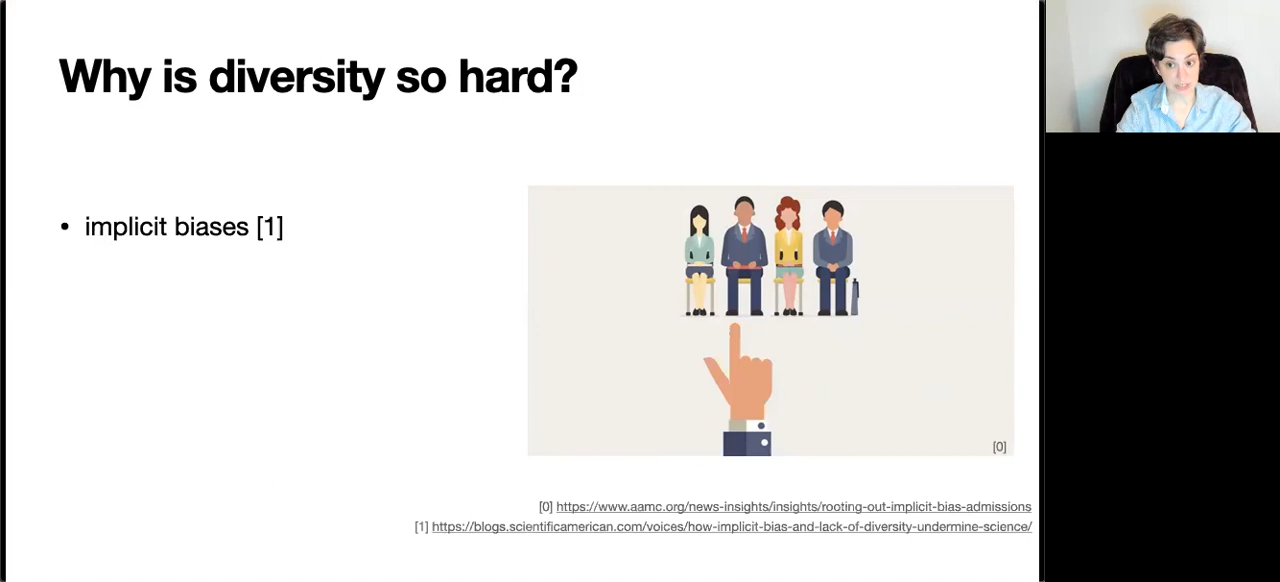 Why is diversity so hard?
• implicit biases [1]
[0]
[0] https://www.aamc.org/news-insights/insights/rooting-out-implicit-bias-admissions
[1] https://blogs.scientificamerican.com/voices/how-implicit-bias-and-lack-of-diversity-undermine-science/